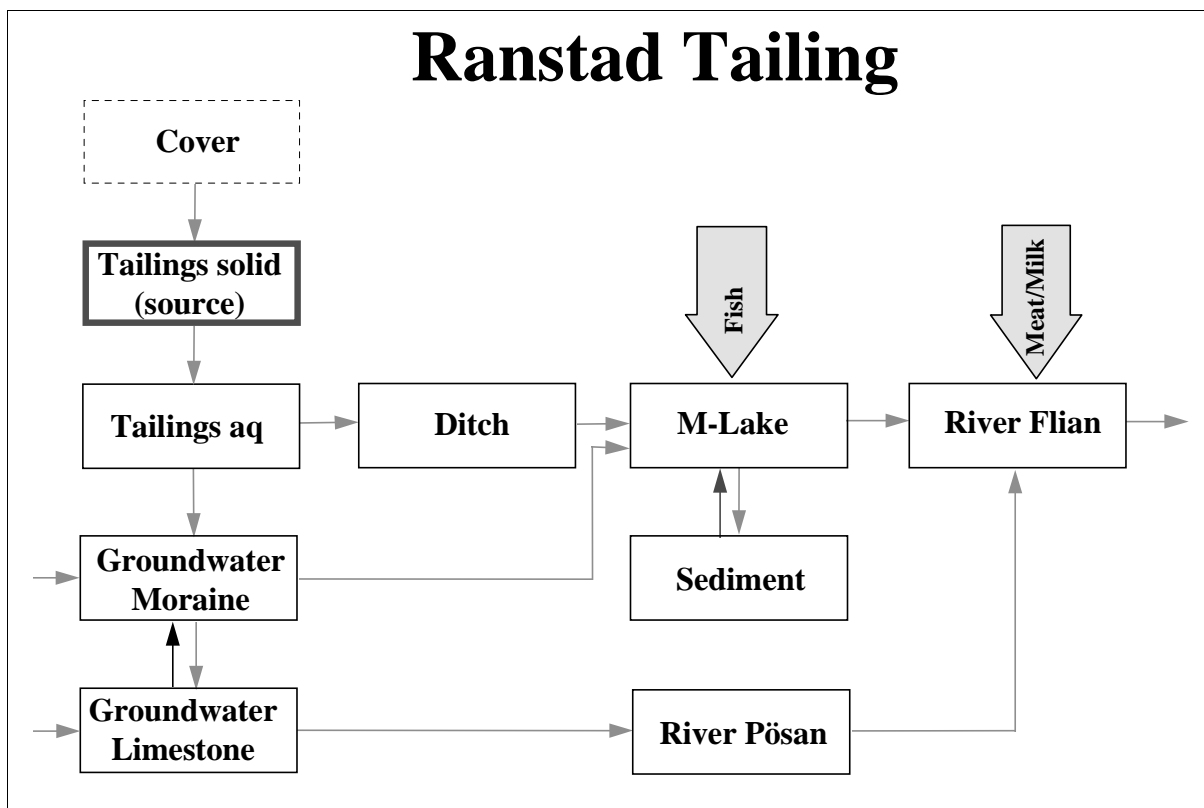 Ranstad Tailing
Cover
Tailings solid
(source)
Fish
Meat/Milk
Tailings aq
Ditch
M-Lake
River Flian
Groundwater
Moraine
Sediment
Groundwater
Limestone
River Pösan